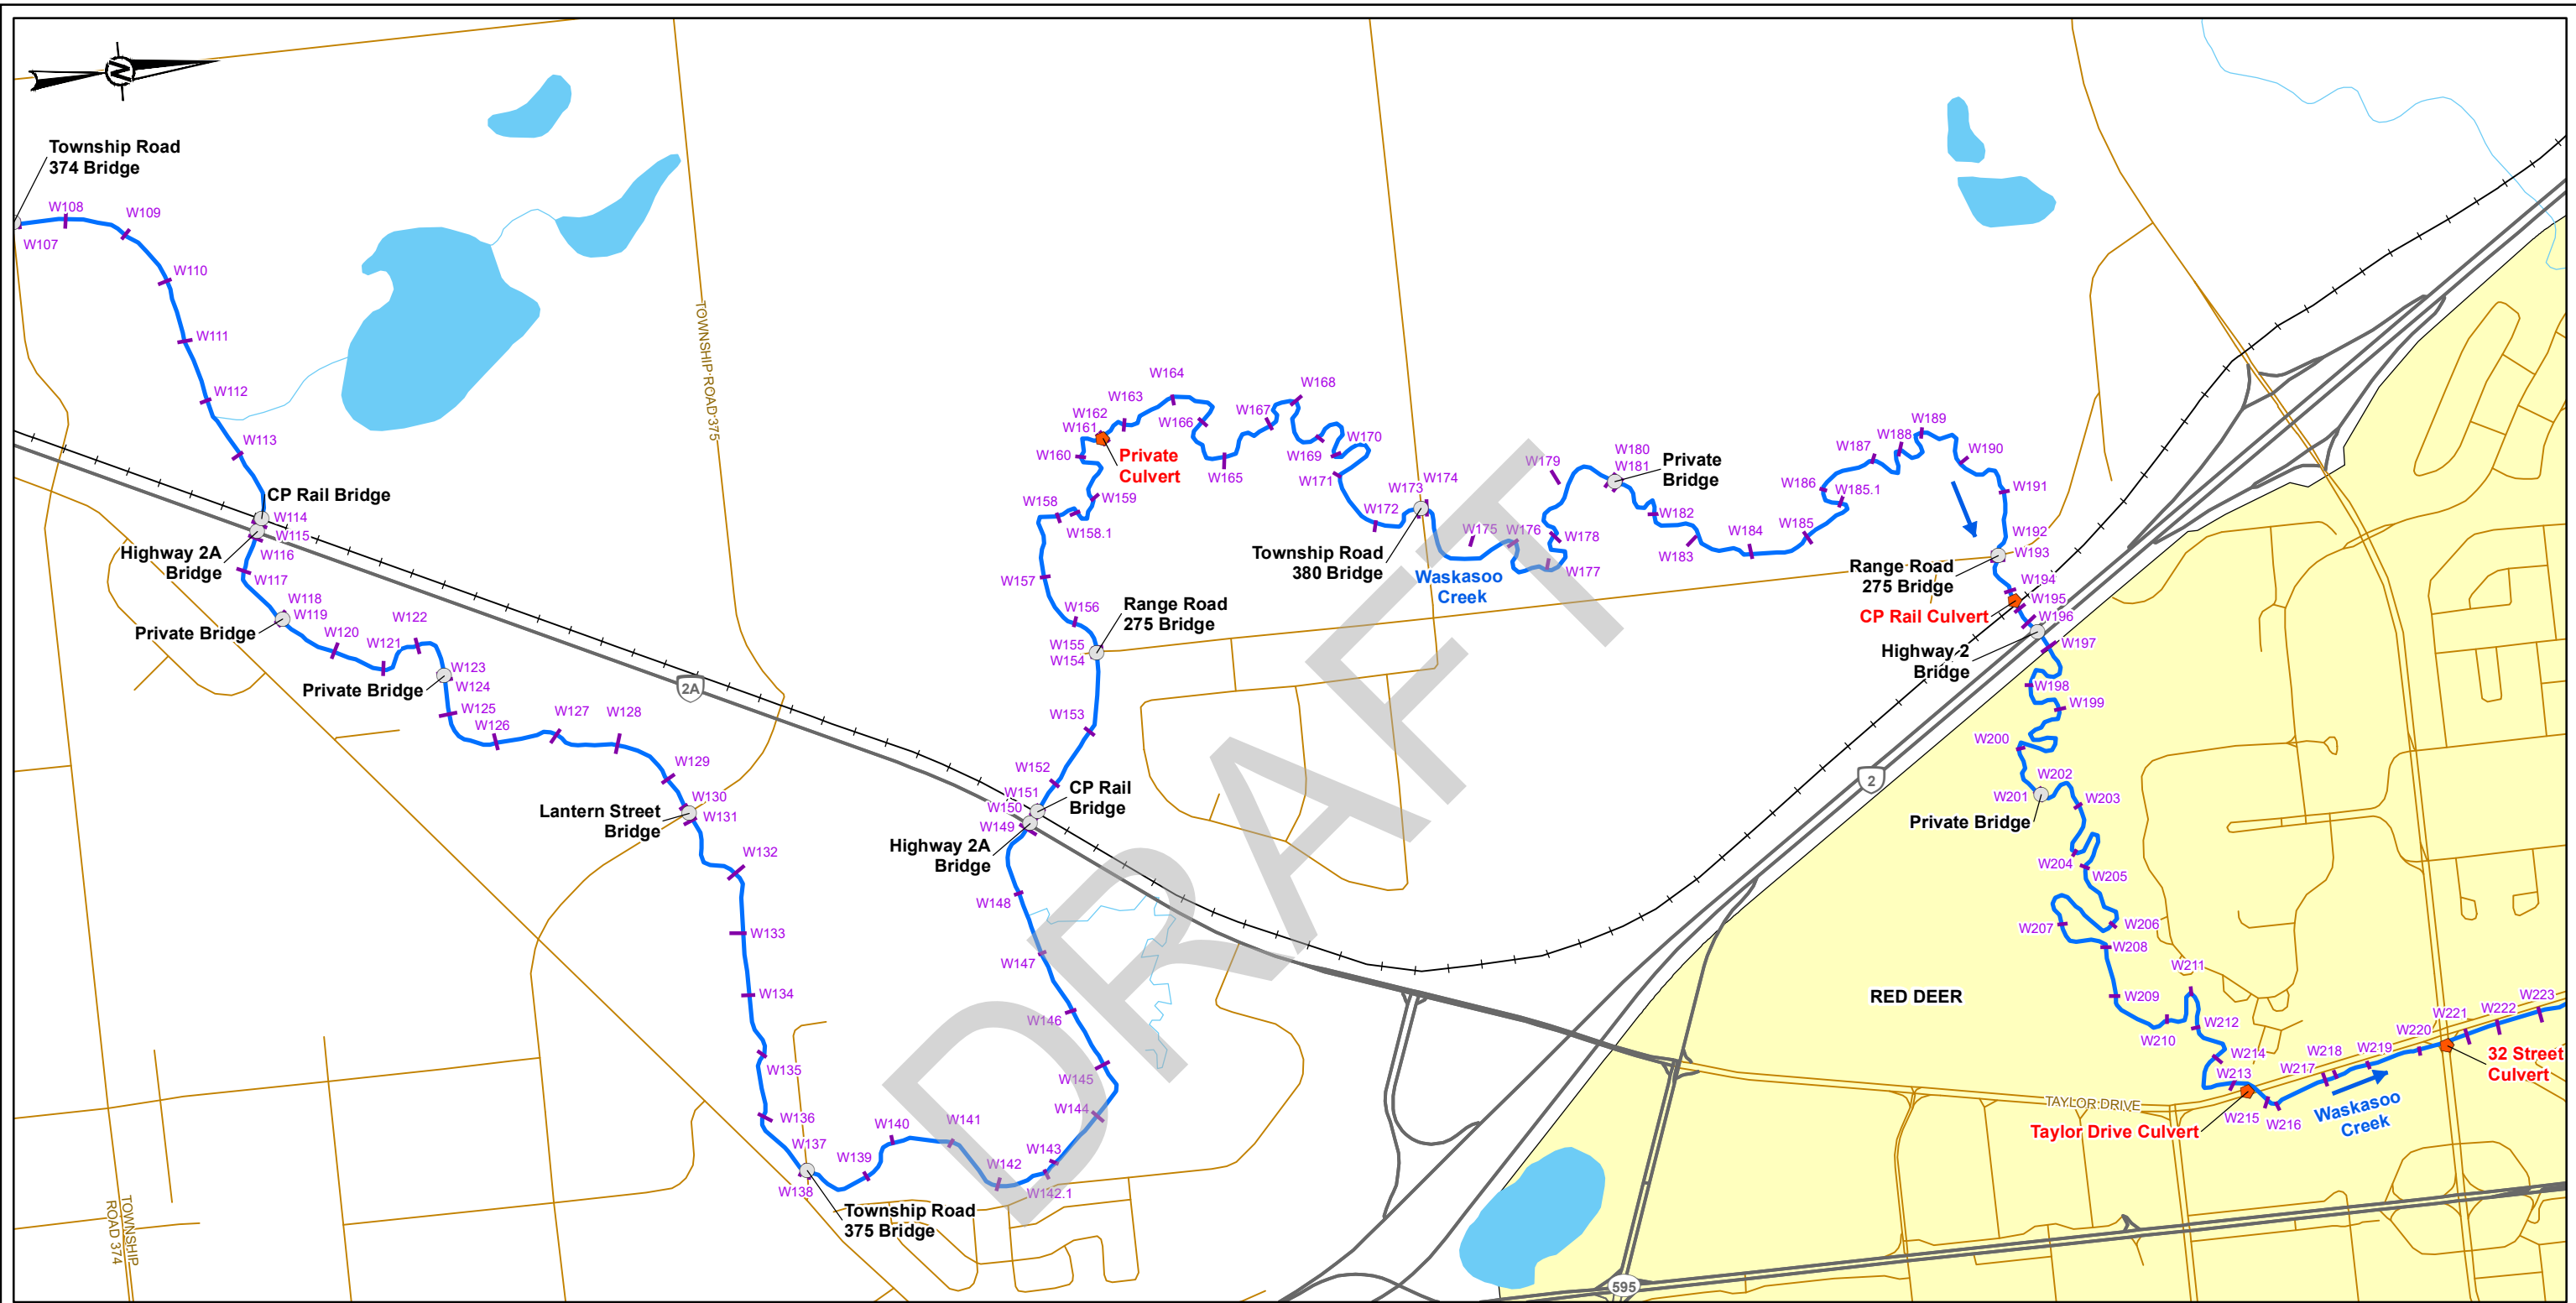 N
Township Road
374 Bridge
W108
W109
W107
W110
W111
W112
W113
CP Rail Bridge
W114
W115
Highway 2A
Bridge
W116
W117
W118
W119
Private Bridge
W120
W121
W122
W123
W124
Private Bridge
W125
W126
W127
W128
W129
W130
W131
Lantern Street
Bridge
W132
W133
W134
W135
W136
W137
W138
Township Road
375 Bridge
W139
W140
W141
W142
W142.1
W143
W144
W145
W146
W147
W148
W149
W150
W151
Highway 2A
Bridge
CP Rail
Bridge
W152
W153
W154
W155
Range Road
275 Bridge
W156
W157
W158
W158.1
W159
W160
W161
W162
Private
Culvert
W163
W164
W166
W165
W167
W168
W169
W170
W171
W172
W173
W174
Township Road
380 Bridge
Waskasoo
Creek
W175
W176
W177
W178
W179
W180
W181
Private
Bridge
W182
W183
W184
W185
W185.1
W186
W187
W188
W189
W190
W191
W192
W193
Range Road
275 Bridge
W194
W195
CP Rail Culvert
W196
Highway 2
Bridge
W197
W198
W199
W200
W201
W202
Private Bridge
W203
W204
W205
W206
W207
W208
W209
W210
W211
W212
W214
W213
Taylor Drive Culvert
W215
W216
W217
W218
W219
W220
W221
W222
W223
32 Street
Culvert
Waskasoo
Creek
RED DEER
TAYLOR DRIVE
TOWNSHIP ROAD 375
TOWNSHIP
ROAD 374
2A
2
595
DRAFT